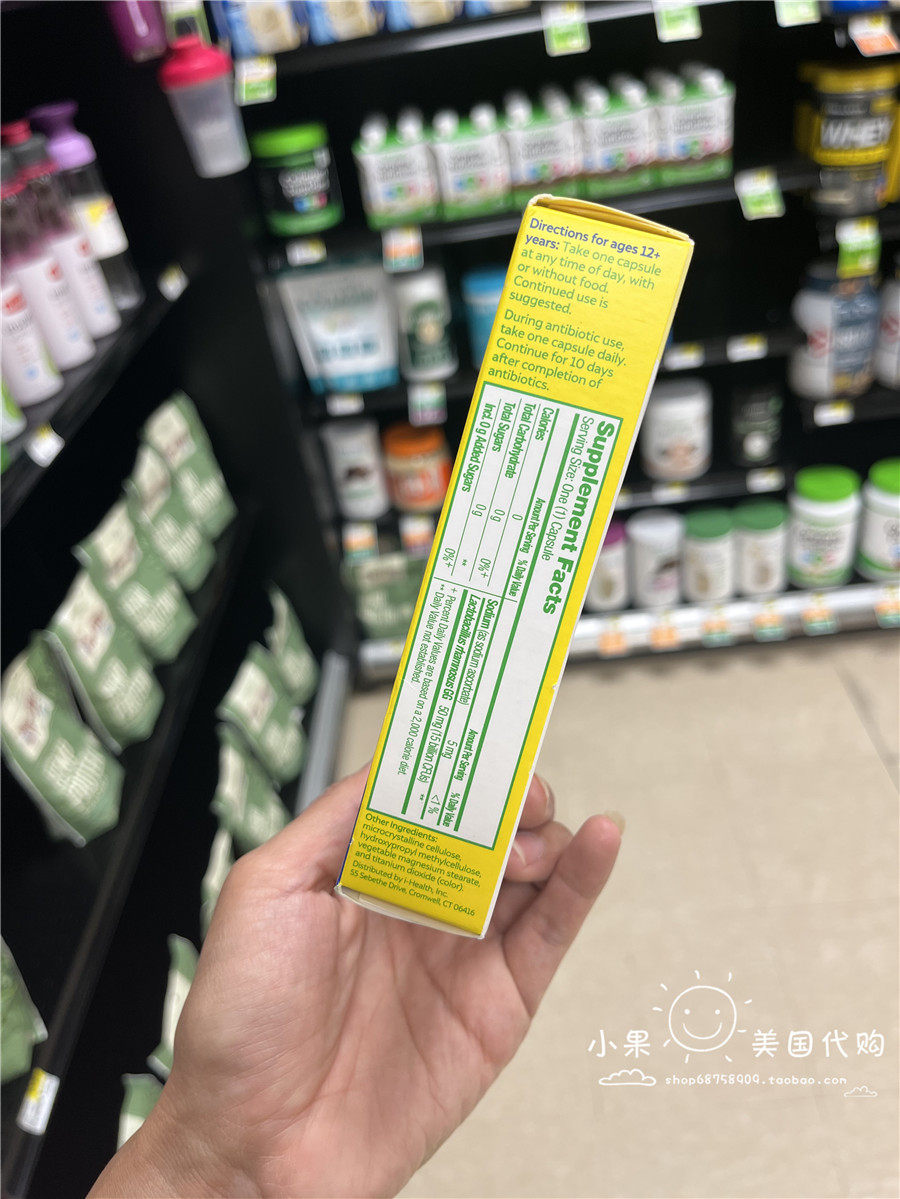 Directions for ages 12+
years: Take one capsule
at any time of day, with
or without food.
Continued use is
suggested.
During antibiotic use,
take one capsule daily.
Continue for 10 days
after completion of
antibiotics.
Supplement Facts
Serving Size: One (1) Capsule
Amount Per Serving % Daily Value
Calories 0
Total Carbohydrate 0 g 0%+
Total Sugars 0 g **
Incl. 0 g Added Sugars 0%+
Amount Per Serving % Daily Value
Sodium (as sodium ascorbate) 5 mg <1%
Lactobacillus rhamnosus GG 50 mg (15 billion CFUs) **
+ Percent Daily Values are based on a 2,000 calorie diet.
** Daily Value not established.
Other Ingredients:
microcrystalline cellulose,
hydroxypropyl methylcellulose,
vegetable magnesium stearate,
and titanium dioxide (color).
Distributed by i-Health, Inc.
55 Sebethe Drive, Cromwell, CT 06416
WHEY
小果 美国代购
shop68758909.taobao.com